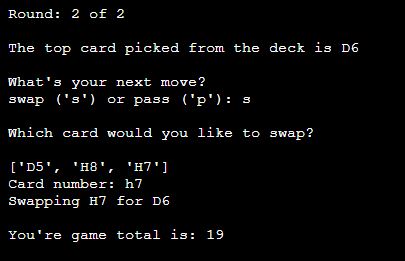 Round: 2 of 2
The top card picked from the deck is D6
What's your next move?
swap ('s') or pass ('p'): s
Which card would you like to swap?
['D5', 'H8', 'H7']
Card number: h7
Swapping H7 for D6
You're game total is: 19